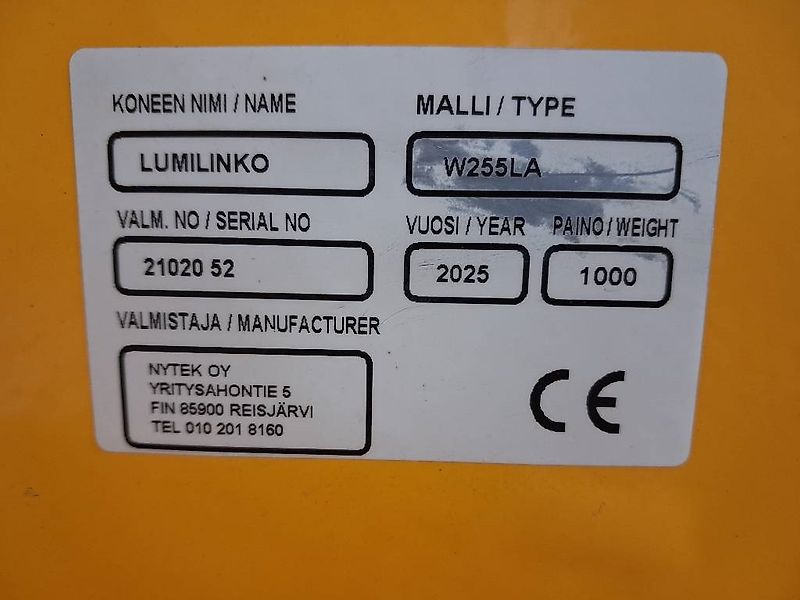 KONEEN NIMI / NAME
LUMILINKO
MALLI / TYPE
W255LA
VALM. NO / SERIAL NO
21020 52
VUOSI / YEAR
2025
PAINO / WEIGHT
1000
VALMISTAJA / MANUFACTURER
NYTEK OY
YRITYSAHONTIE 5
FIN 85900 REISJÄRVI
TEL 010 201 8160
CE